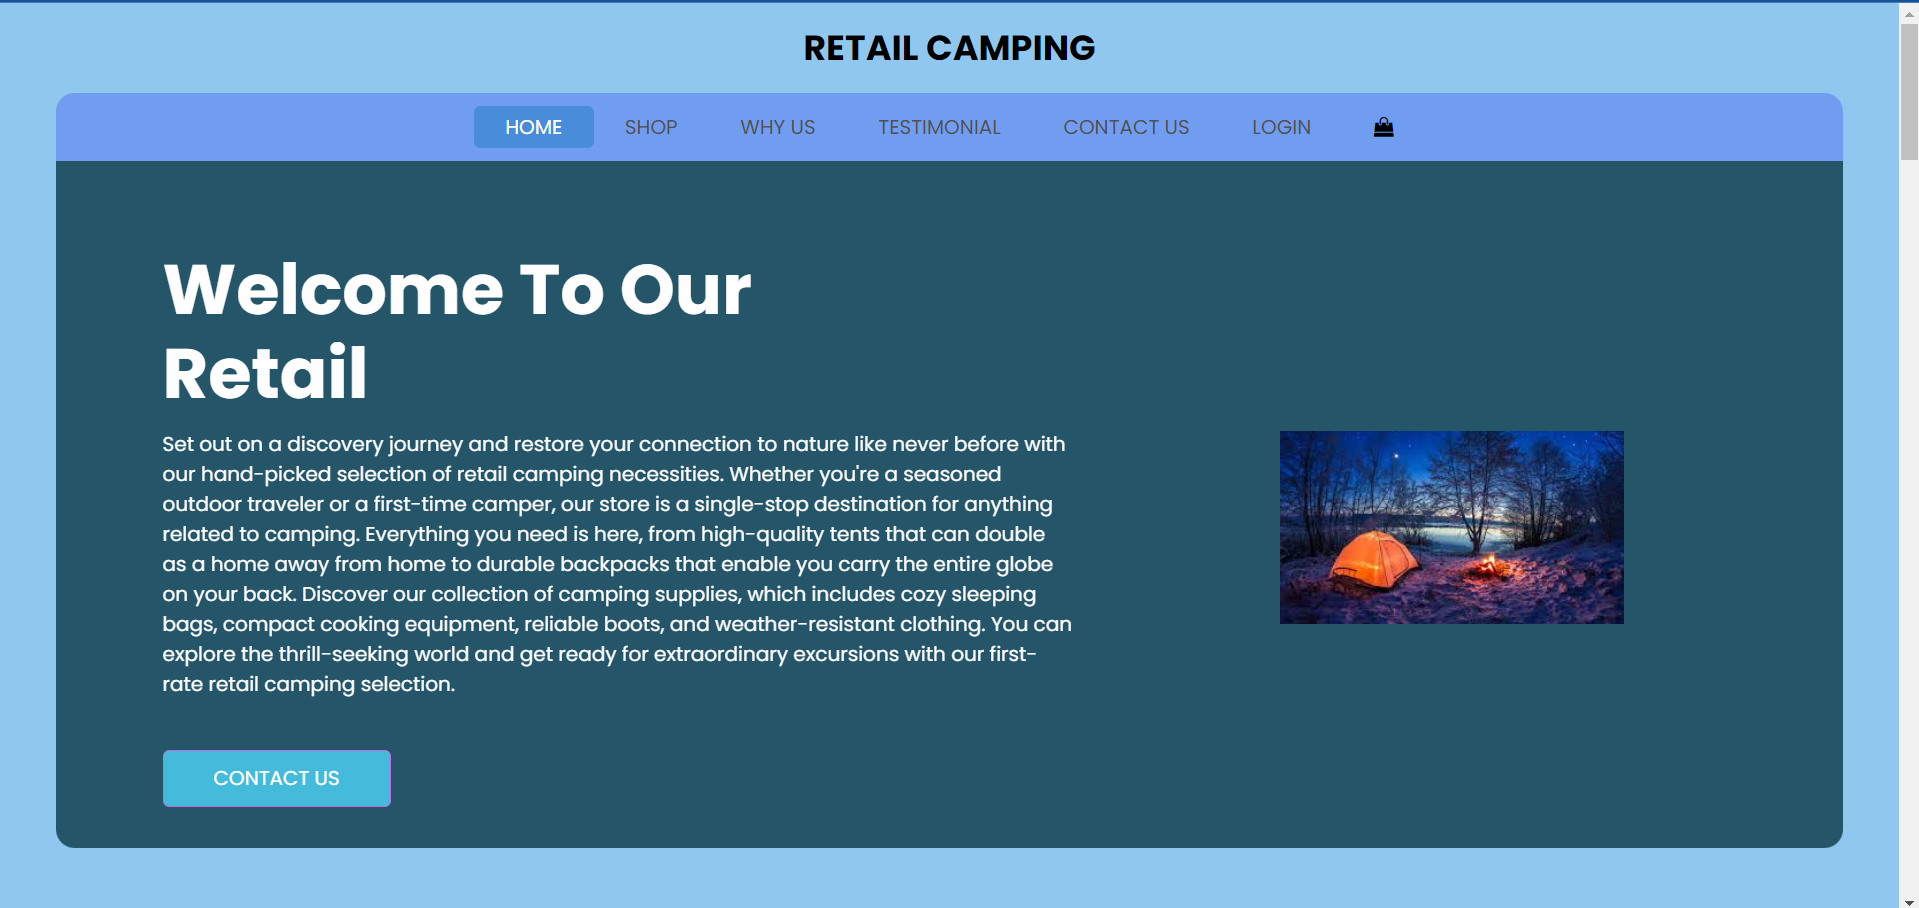 RETAIL CAMPING
HOME SHOP WHY US TESTIMONIAL CONTACT US LOGIN
Welcome To Our
Retail
Set out on a discovery journey and restore your connection to nature like never before with
our hand-picked selection of retail camping necessities. Whether you're a seasoned
outdoor traveler or a first-time camper, our store is a single-stop destination for anything
related to camping. Everything you need is here, from high-quality tents that can double
as a home away from home to durable backpacks that enable you carry the entire globe
on your back. Discover our collection of camping supplies, which includes cozy sleeping
bags, compact cooking equipment, reliable boots, and weather-resistant clothing. You can
explore the thrill-seeking world and get ready for extraordinary excursions with our first-
rate retail camping selection.
CONTACT US